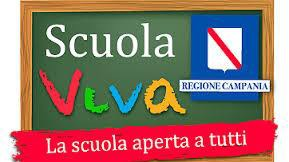 Scuola
Viva
REGIONE CAMPANIA
La scuola aperta a tutti